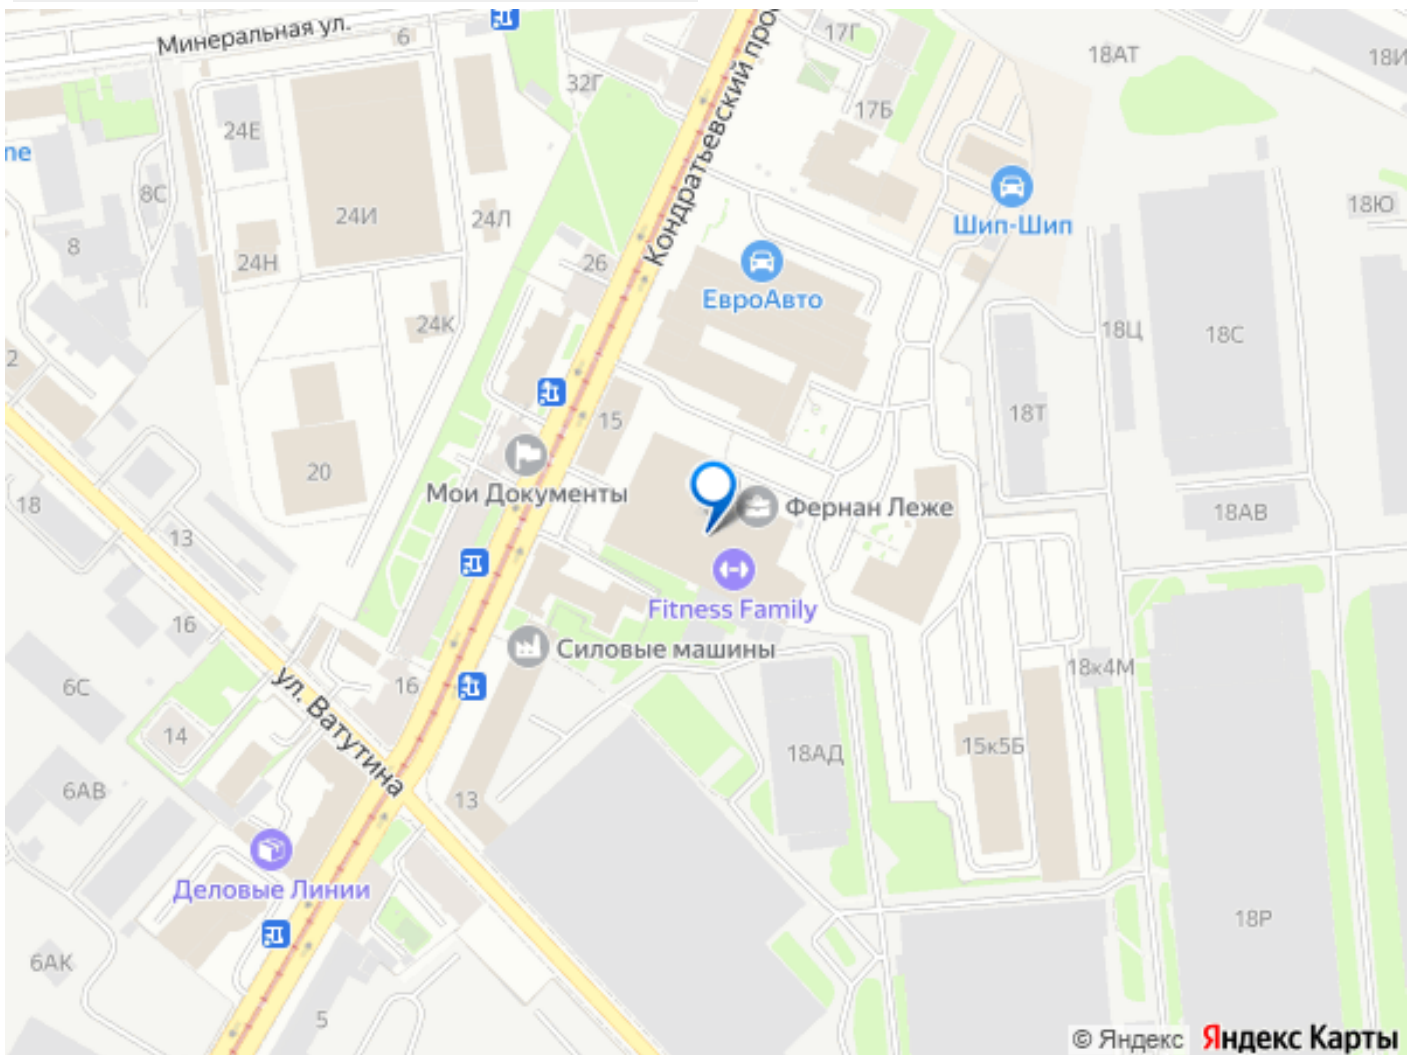 Минеральная ул.
6
17Г
18АТ
18И
32Г
Кондратьевский про
17Б
24Е
ne
8С
24И
24Л
18Ю
Шип-Шип
8
24Н
26
ЕвроАвто
24К
18Ц
18С
2
18Т
15
20
Мои Документы
Фернан Леже
18
18АВ
13
Fitness Family
16
Силовые машины
18к4М
6С
ул. Ватутина
16
14
15к5Б
18АД
6АВ
13
Деловые Линии
18Р
6АК
5
© Яндекс Яндекс Карты